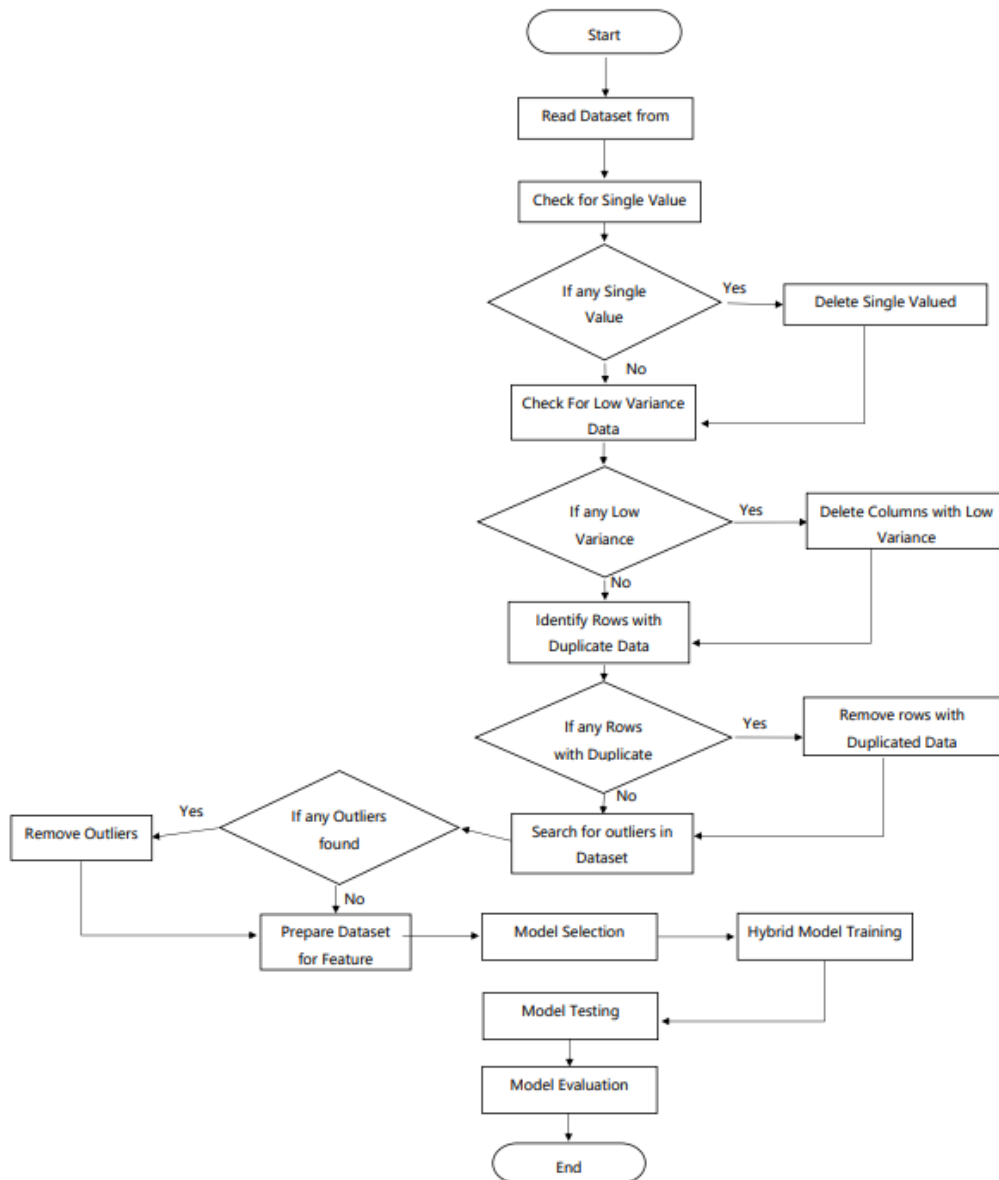 Start
Read Dataset from
Check for Single Value
If any Single
Value
Yes
Delete Single Valued
No
Check For Low Variance
Data
If any Low
Variance
Yes
Delete Columns with Low
Variance
No
Identify Rows with
Duplicate Data
If any Rows
with Duplicate
Yes
Remove rows with
Duplicated Data
No
Search for outliers in
Dataset
If any Outliers
found
Yes
Remove Outliers
No
Prepare Dataset
for Feature
Model Selection
Hybrid Model Training
Model Testing
Model Evaluation
End